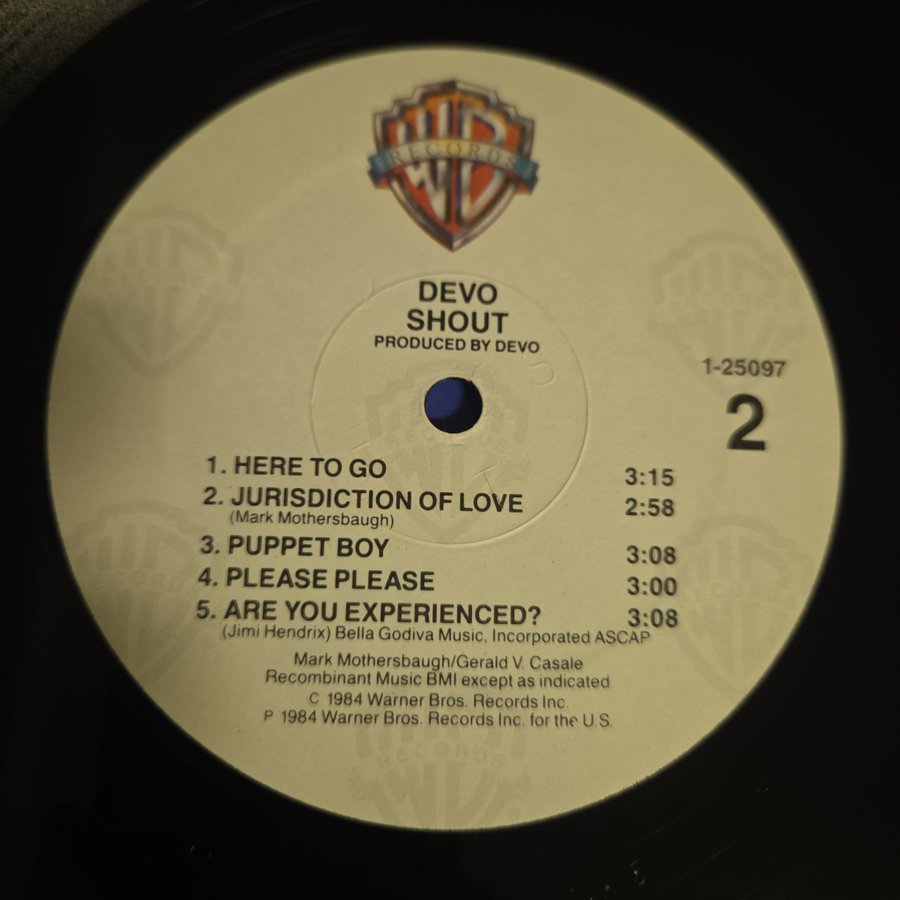 WB
RECORDS
DEVO
SHOUT
PRODUCED BY DEVO
1-25097
2
1. HERE TO GO 3:15
2. JURISDICTION OF LOVE 2:58
(Mark Mothersbaugh)
3. PUPPET BOY 3:08
4. PLEASE PLEASE 3:00
5. ARE YOU EXPERIENCED? 3:08
(Jimi Hendrix) Bella Godiva Music, Incorporated ASCAP
Mark Mothersbaugh/Gerald V. Casale
Recombinant Music BMI except as indicated
C 1984 Warner Bros. Records Inc.
P 1984 Warner Bros. Records Inc. for the U.S.